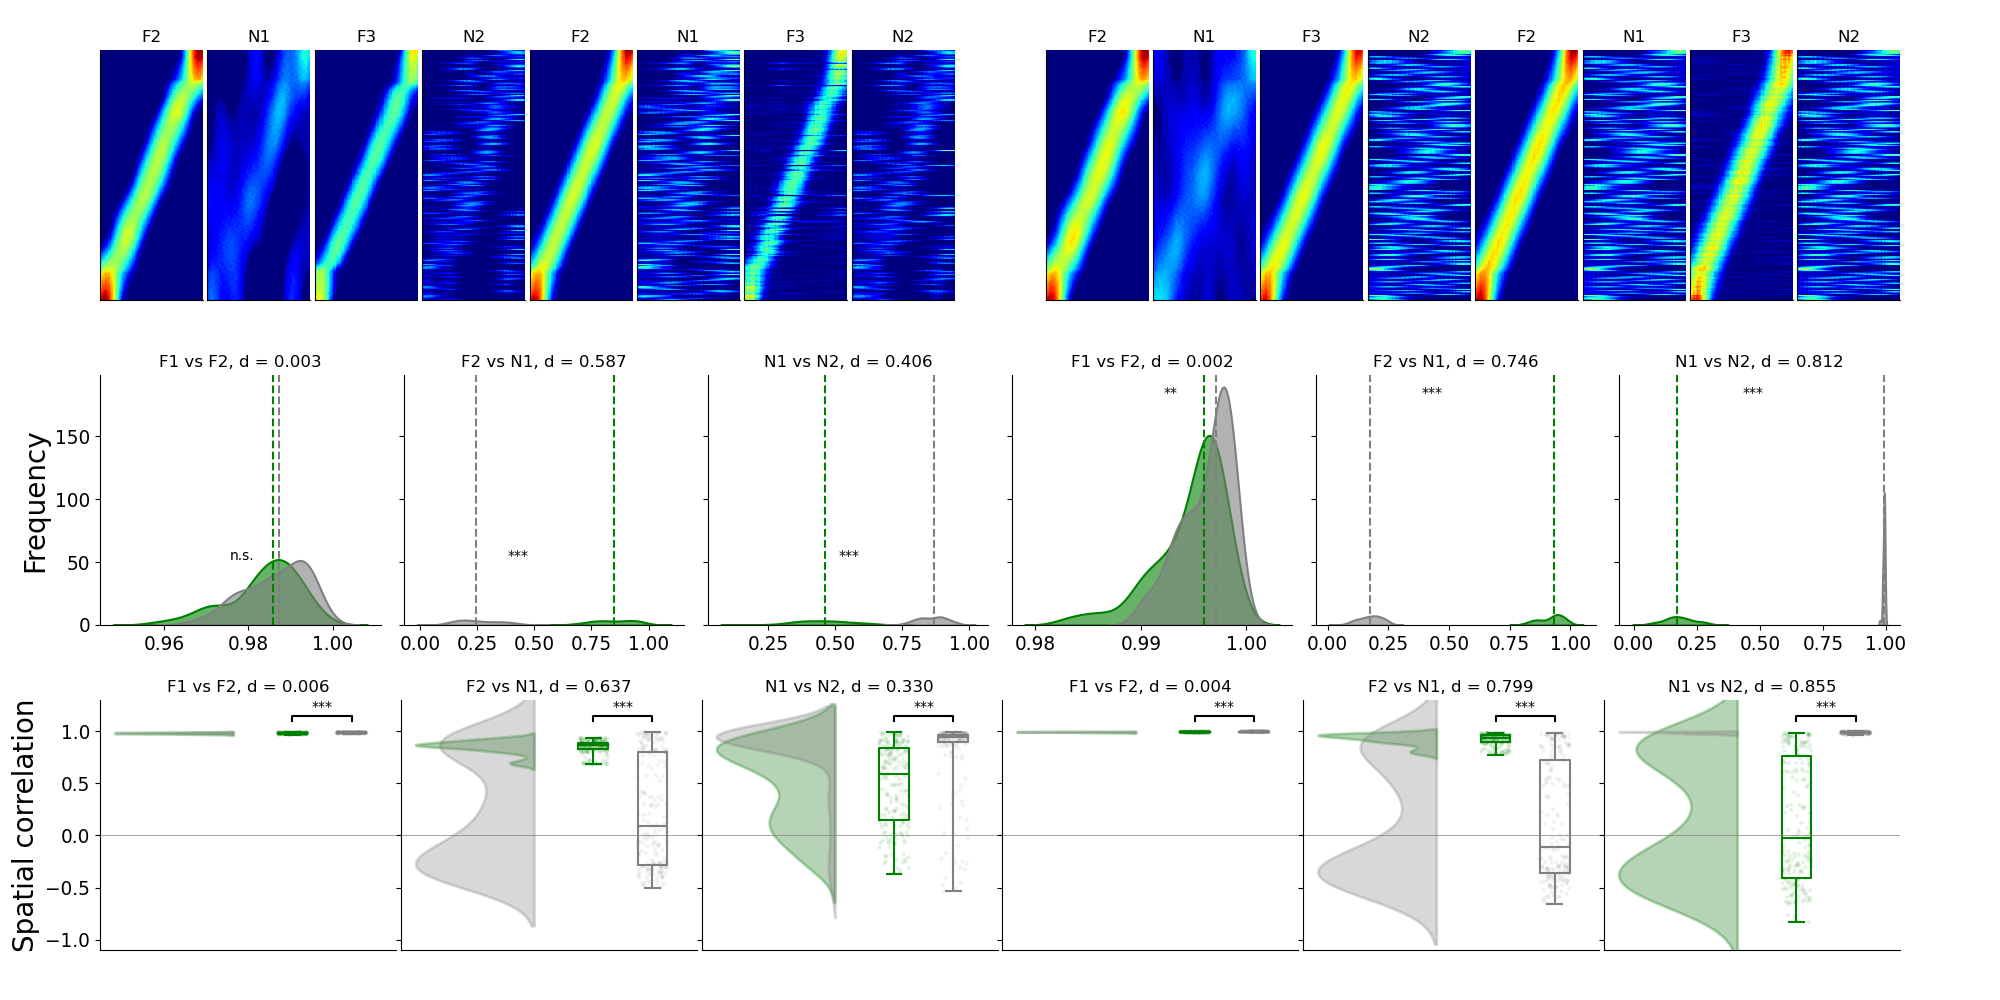 F2 N1 F3 N2 F2 N1 F3 N2 F2 N1 F3 N2 F2 N1 F3 N2
F1 vs F2, d = 0.003 F2 vs N1, d = 0.587 N1 vs N2, d = 0.406 F1 vs F2, d = 0.002 F2 vs N1, d = 0.746 N1 vs N2, d = 0.812
** *** ***
150
100
50
0
Frequency
n.s. *** ***
0.96 0.98 1.00 0.00 0.25 0.50 0.75 1.00 0.25 0.50 0.75 1.00 0.98 0.99 1.00 0.00 0.25 0.50 0.75 1.00 0.00 0.25 0.50 0.75 1.00
F1 vs F2, d = 0.006 F2 vs N1, d = 0.637 N1 vs N2, d = 0.330 F1 vs F2, d = 0.004 F2 vs N1, d = 0.799 N1 vs N2, d = 0.855
*** *** *** *** *** ***
1.0
0.5
0.0
−0.5
−1.0
Spatial correlation